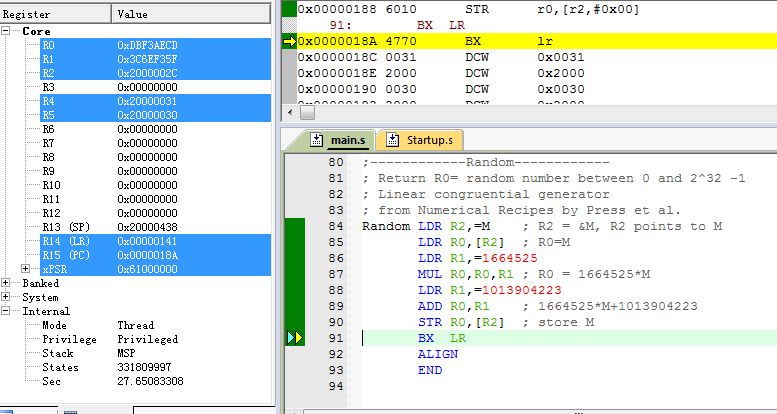 Register Value
Core
R0 0xDBF3AECD
R1 0x3C6EF35F
R2 0x2000002C
R3 0x00000000
R4 0x20000031
R5 0x20000030
R6 0x00000000
R7 0x00000000
R8 0x00000000
R9 0x00000000
R10 0x00000000
R11 0x00000000
R12 0x00000000
R13 (SP) 0x20000438
R14 (LR) 0x00000141
R15 (PC) 0x0000018A
xPSR 0x61000000
Banked
System
Internal
Mode Thread
Privilege Privileged
Stack MSP
States 331809997
Sec 27.65083308
0x00000188 6010 STR r0,[r2,#0x00]
91: BX LR
0x0000018A 4770 BX lr
0x0000018C 0031 DCW 0x0031
0x0000018E 2000 DCW 0x2000
0x00000190 0030 DCW 0x0030
main.s Startup.s
80 ;------------Random------------
81 ; Return R0= random number between 0 and 2^32 -1
82 ; Linear congruential generator
83 ; from Numerical Recipes by Press et al.
84 Random LDR R2,=M ; R2 = &M, R2 points to M
85 LDR R0,[R2] ; R0=M
86 LDR R1,=1664525
87 MUL R0,R0,R1 ; R0 = 1664525*M
88 LDR R1,=1013904223
89 ADD R0,R1 ; 1664525*M+1013904223
90 STR R0,[R2] ; store M
91 BX LR
92 ALIGN
93 END
94